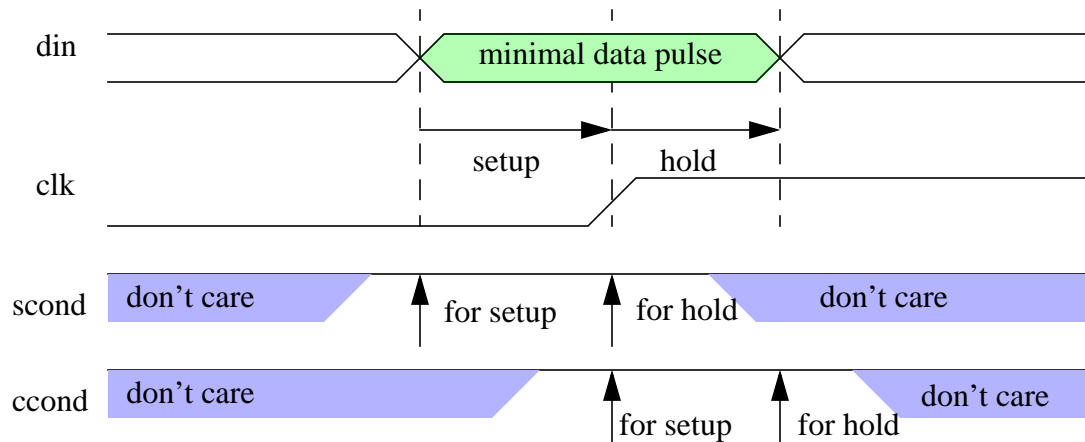 din
minimal data pulse
setup
hold
clk
scond
don't care
for setup
for hold
don't care
ccond
don't care
for setup
for hold
don't care